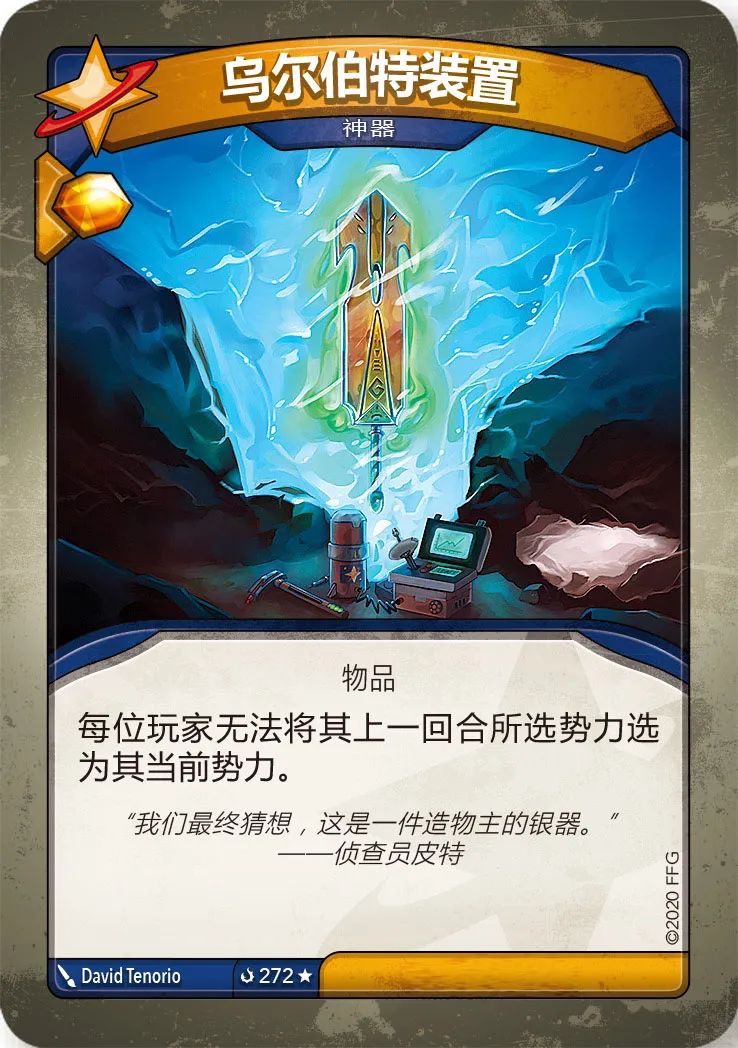 乌尔伯特装置
神器
物品
每位玩家无法将其上一回合所选势力选
为其当前势力。
“我们最终猜想，这是一件造物主的银器。”
——侦查员皮特
©2020 FFG
David Tenorio
272